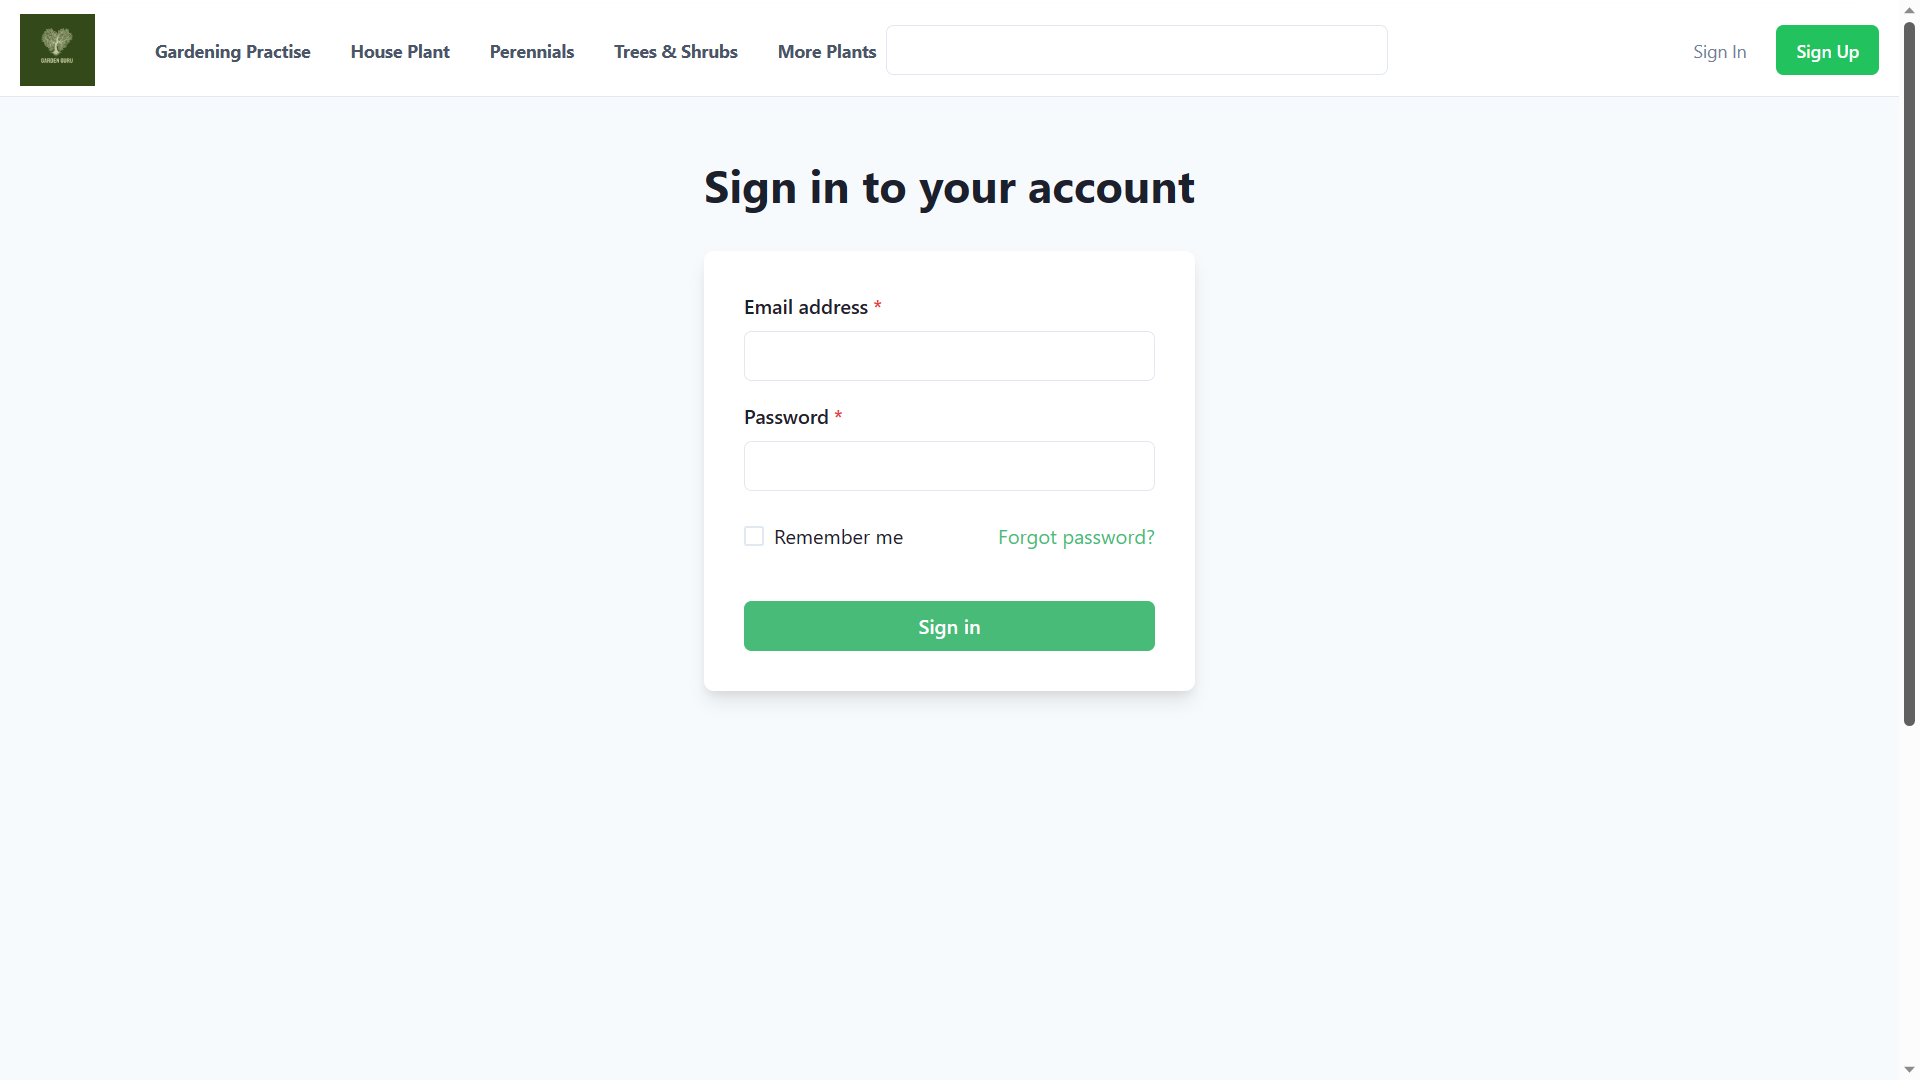 GARDEN GURU
Gardening Practise House Plant Perennials Trees & Shrubs More Plants Sign In Sign Up
Sign in to your account
Email address *
Password *
Remember me Forgot password?
Sign in